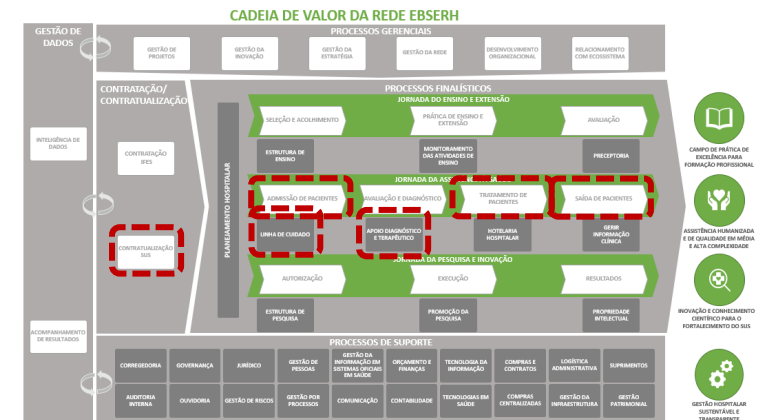 CADEIA DE VALOR DA REDE EBSERH
GESTÃO DE
DADOS
PROCESSOS GERENCIAIS
GESTÃO DE
PROJETOS
GESTÃO DA
INOVAÇÃO
GESTÃO DA
ESTRATÉGIA
GESTÃO DA REDE
DESENVOLVIMENTO
ORGANIZACIONAL
RELACIONAMENTO
COM ECOSSISTEMA
INTELIGÊNCIA DE
DADOS
ACOMPANHAMENTO
DE RESULTADOS
CONTRATAÇÃO/
CONTRATUALIZAÇÃO
CONTRATAÇÃO
IFES
CONTRATUALIZAÇÃO
SUS
PLANEJAMENTO HOSPITALAR
PROCESSOS FINALÍSTICOS
JORNADA DO ENSINO E EXTENSÃO
SELEÇÃO E ACOLHIMENTO
PRÁTICA DE ENSINO E
EXTENSÃO
AVALIAÇÃO
ESTRUTURA DE
ENSINO
MONITORAMENTO
DAS ATIVIDADES DE
ENSINO
PRECEPTORIA
JORNADA DA
ADMISSÃO DE PACIENTES
AVALIAÇÃO E DIAGNÓSTICO
TRATAMENTO DE
PACIENTES
SAÍDA DE PACIENTES
LINHA DE CUIDADO
APOIO DIAGNÓSTICO
E TERAPÊUTICO
HOTELARIA
HOSPITALAR
GERIR
INFORMAÇÃO
CLÍNICA
JORNADA DA PESQUISA E INOVAÇÃO
AUTORIZAÇÃO
EXECUÇÃO
RESULTADOS
ESTRUTURA DE
PESQUISA
PROMOÇÃO DA
PESQUISA
PROPRIEDADE
INTELECTUAL
PROCESSOS DE SUPORTE
CORREGEDORIA
GOVERNANÇA
JURÍDICO
GESTÃO DE
PESSOAS
GESTÃO DA
INFORMAÇÃO EM
SISTEMAS OFICIAIS
EM SAÚDE
ORÇAMENTO E
FINANÇAS
TECNOLOGIA DA
INFORMAÇÃO
COMPRAS E
CONTRATOS
LOGÍSTICA
ADMINISTRATIVA
SUPRIMENTOS
AUDITORIA
INTERNA
OUVIDORIA
GESTÃO DE RISCOS
GESTÃO POR
PROCESSOS
COMUNICAÇÃO
CONTABILIDADE
TECNOLOGIAS EM
SAÚDE
COMPRAS
CENTRALIZADAS
GESTÃO DA
INFRAESTRUTURA
GESTÃO
PATRIMONIAL
CAMPO DE PRÁTICA DE
EXCELÊNCIA PARA
FORMAÇÃO PROFISSIONAL
ASSISTÊNCIA HUMANIZADA
E DE QUALIDADE EM MÉDIA
E ALTA COMPLEXIDADE
INOVAÇÃO E CONHECIMENTO
CIENTÍFICO PARA O
FORTALECIMENTO DO SUS
GESTÃO HOSPITALAR
SUSTENTÁVEL E
TRANSPARENTE